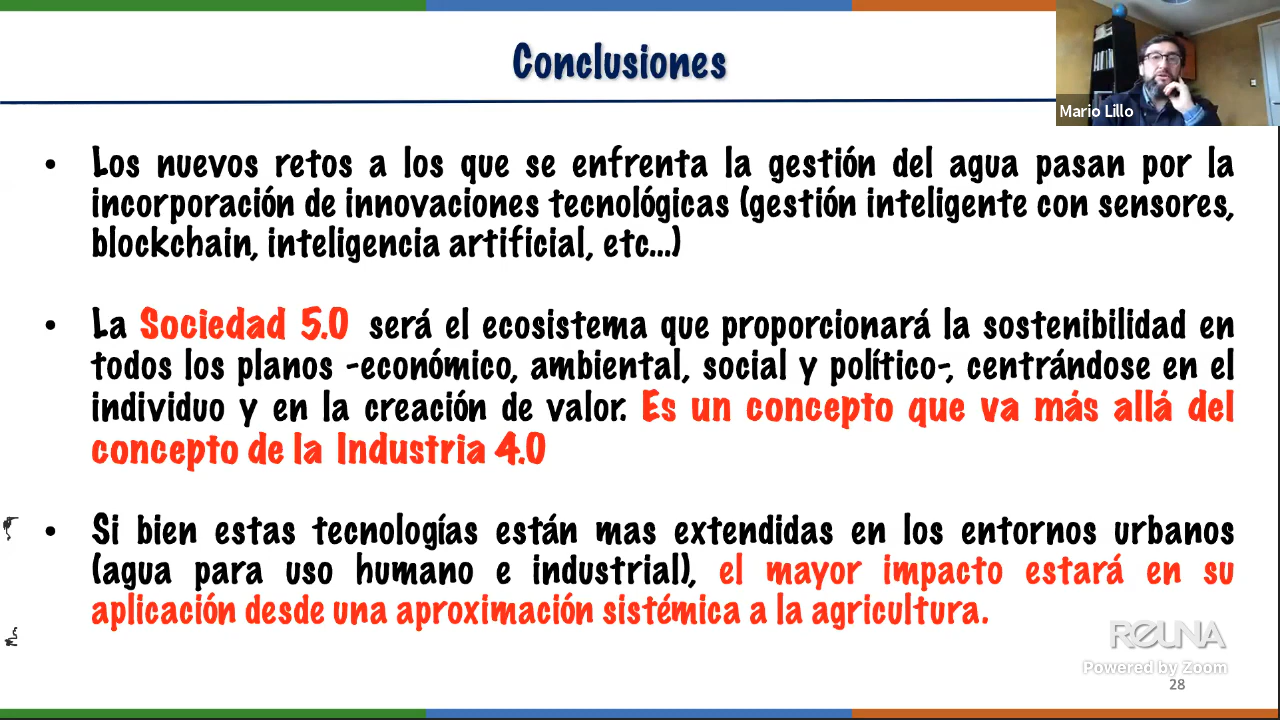 Conclusiones
Mario Lillo
• Los nuevos retos a los que se enfrenta la gestión del agua pasan por la
incorporación de innovaciones tecnológicas (gestión inteligente con sensores,
blockchain, inteligencia artificial, etc...)
• La Sociedad 5.0 será el ecosistema que proporcionará la sostenibilidad en
todos los planos -económico, ambiental, social y político-, centrándose en el
individuo y en la creación de valor. Es un concepto que va más allá del
concepto de la Industria 4.0
• Si bien estas tecnologías están mas extendidas en los entornos urbanos
(agua para uso humano e industrial), el mayor impacto estará en su
aplicación desde una aproximación sistémica a la agricultura.
REUNA
Powered by Zoom
28